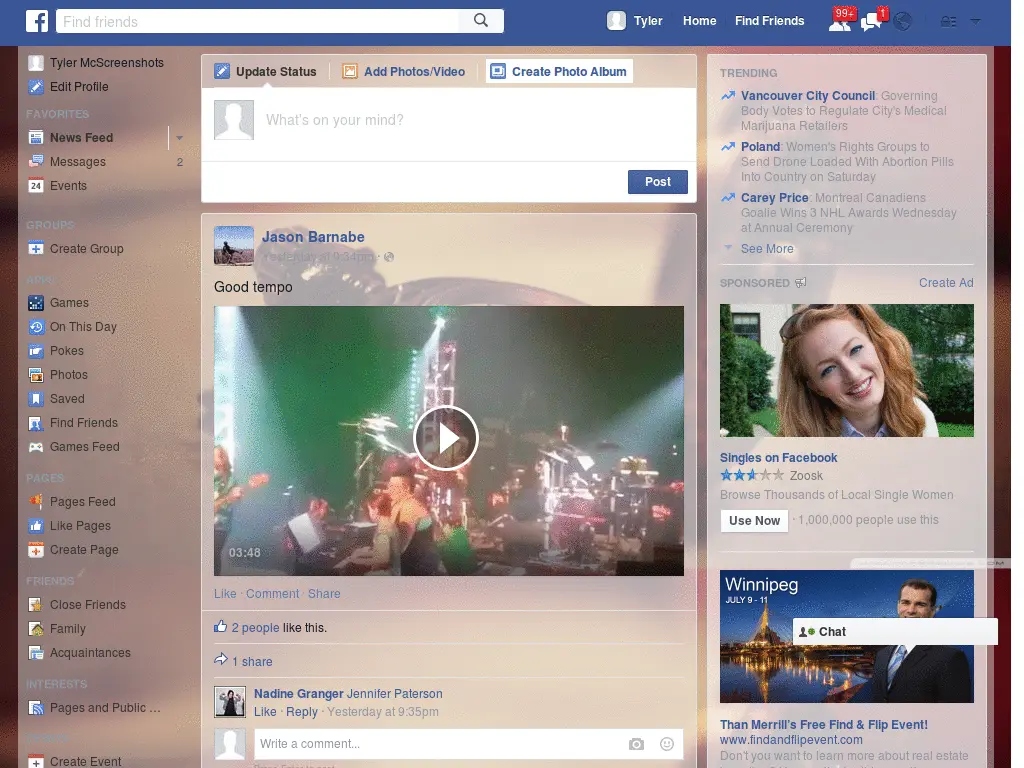 Find friends
Tyler
Home
Find Friends
99+
1
Tyler McScreenshots
Edit Profile
FAVORITES
News Feed
Messages
2
24
Events
GROUPS
Create Group
Games
On This Day
Pokes
Photos
Saved
Find Friends
Games Feed
PAGES
Pages Feed
Like Pages
Create Page
FRIENDS
Close Friends
Family
Acquaintances
INTERESTS
Pages and Public ...
Create Event
Update Status
Add Photos/Video
Create Photo Album
What's on your mind?
Post
Jason Barnabe
Yesterday at 9:34pm ·
Good tempo
03:48
Like · Comment · Share
2 people like this.
1 share
Nadine Granger Jennifer Paterson
Like · Reply · Yesterday at 9:35pm
Write a comment...
TRENDING
Vancouver City Council: Governing
Body Votes to Regulate City's Medical
Marijuana Retailers
Poland: Women's Rights Groups to
Send Drone Loaded With Abortion Pills
Into Country on Saturday
Carey Price: Montreal Canadiens
Goalie Wins 3 NHL Awards Wednesday
at Annual Ceremony
See More
SPONSORED
Create Ad
Singles on Facebook
Zoosk
Browse Thousands of Local Single Women
Use Now
· 1,000,000 people use this
Winnipeg
JULY 9 - 11
Chat
Than Merrill's Free Find & Flip Event!
www.findandflipevent.com
Don't you want to learn more about real estate